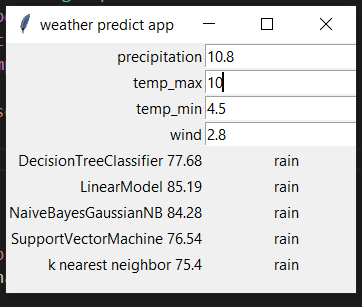 weather predict app
precipitation 10.8
temp_max 10
temp_min 4.5
wind 2.8
DecisionTreeClassifier 77.68 rain
LinearModel 85.19 rain
NaiveBayesGaussianNB 84.28 rain
SupportVectorMachine 76.54 rain
k nearest neighbor 75.4 rain